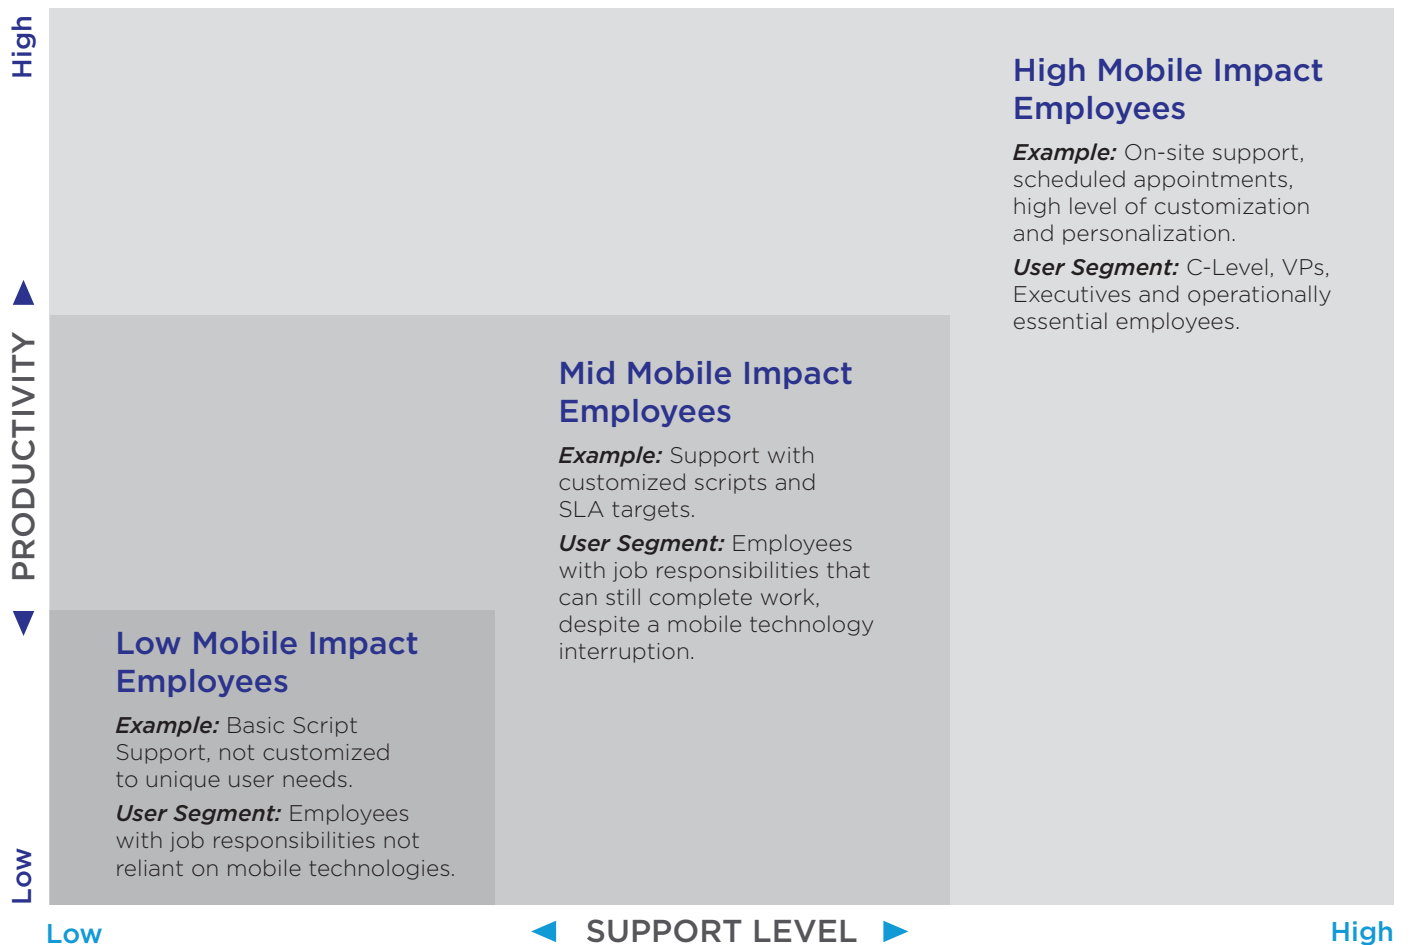 High
High Mobile Impact
Employees
Example: On-site support,
scheduled appointments,
high level of customization
and personalization.
User Segment: C-Level, VPs,
Executives and operationally
essential employees.
PRODUCTIVITY
Mid Mobile Impact
Employees
Example: Support with
customized scripts and
SLA targets.
User Segment: Employees
with job responsibilities that
can still complete work,
despite a mobile technology
interruption.
Low Mobile Impact
Employees
Example: Basic Script
Support, not customized
to unique user needs.
User Segment: Employees
with job responsibilities not
reliant on mobile technologies.
Low
Low
SUPPORT LEVEL
High